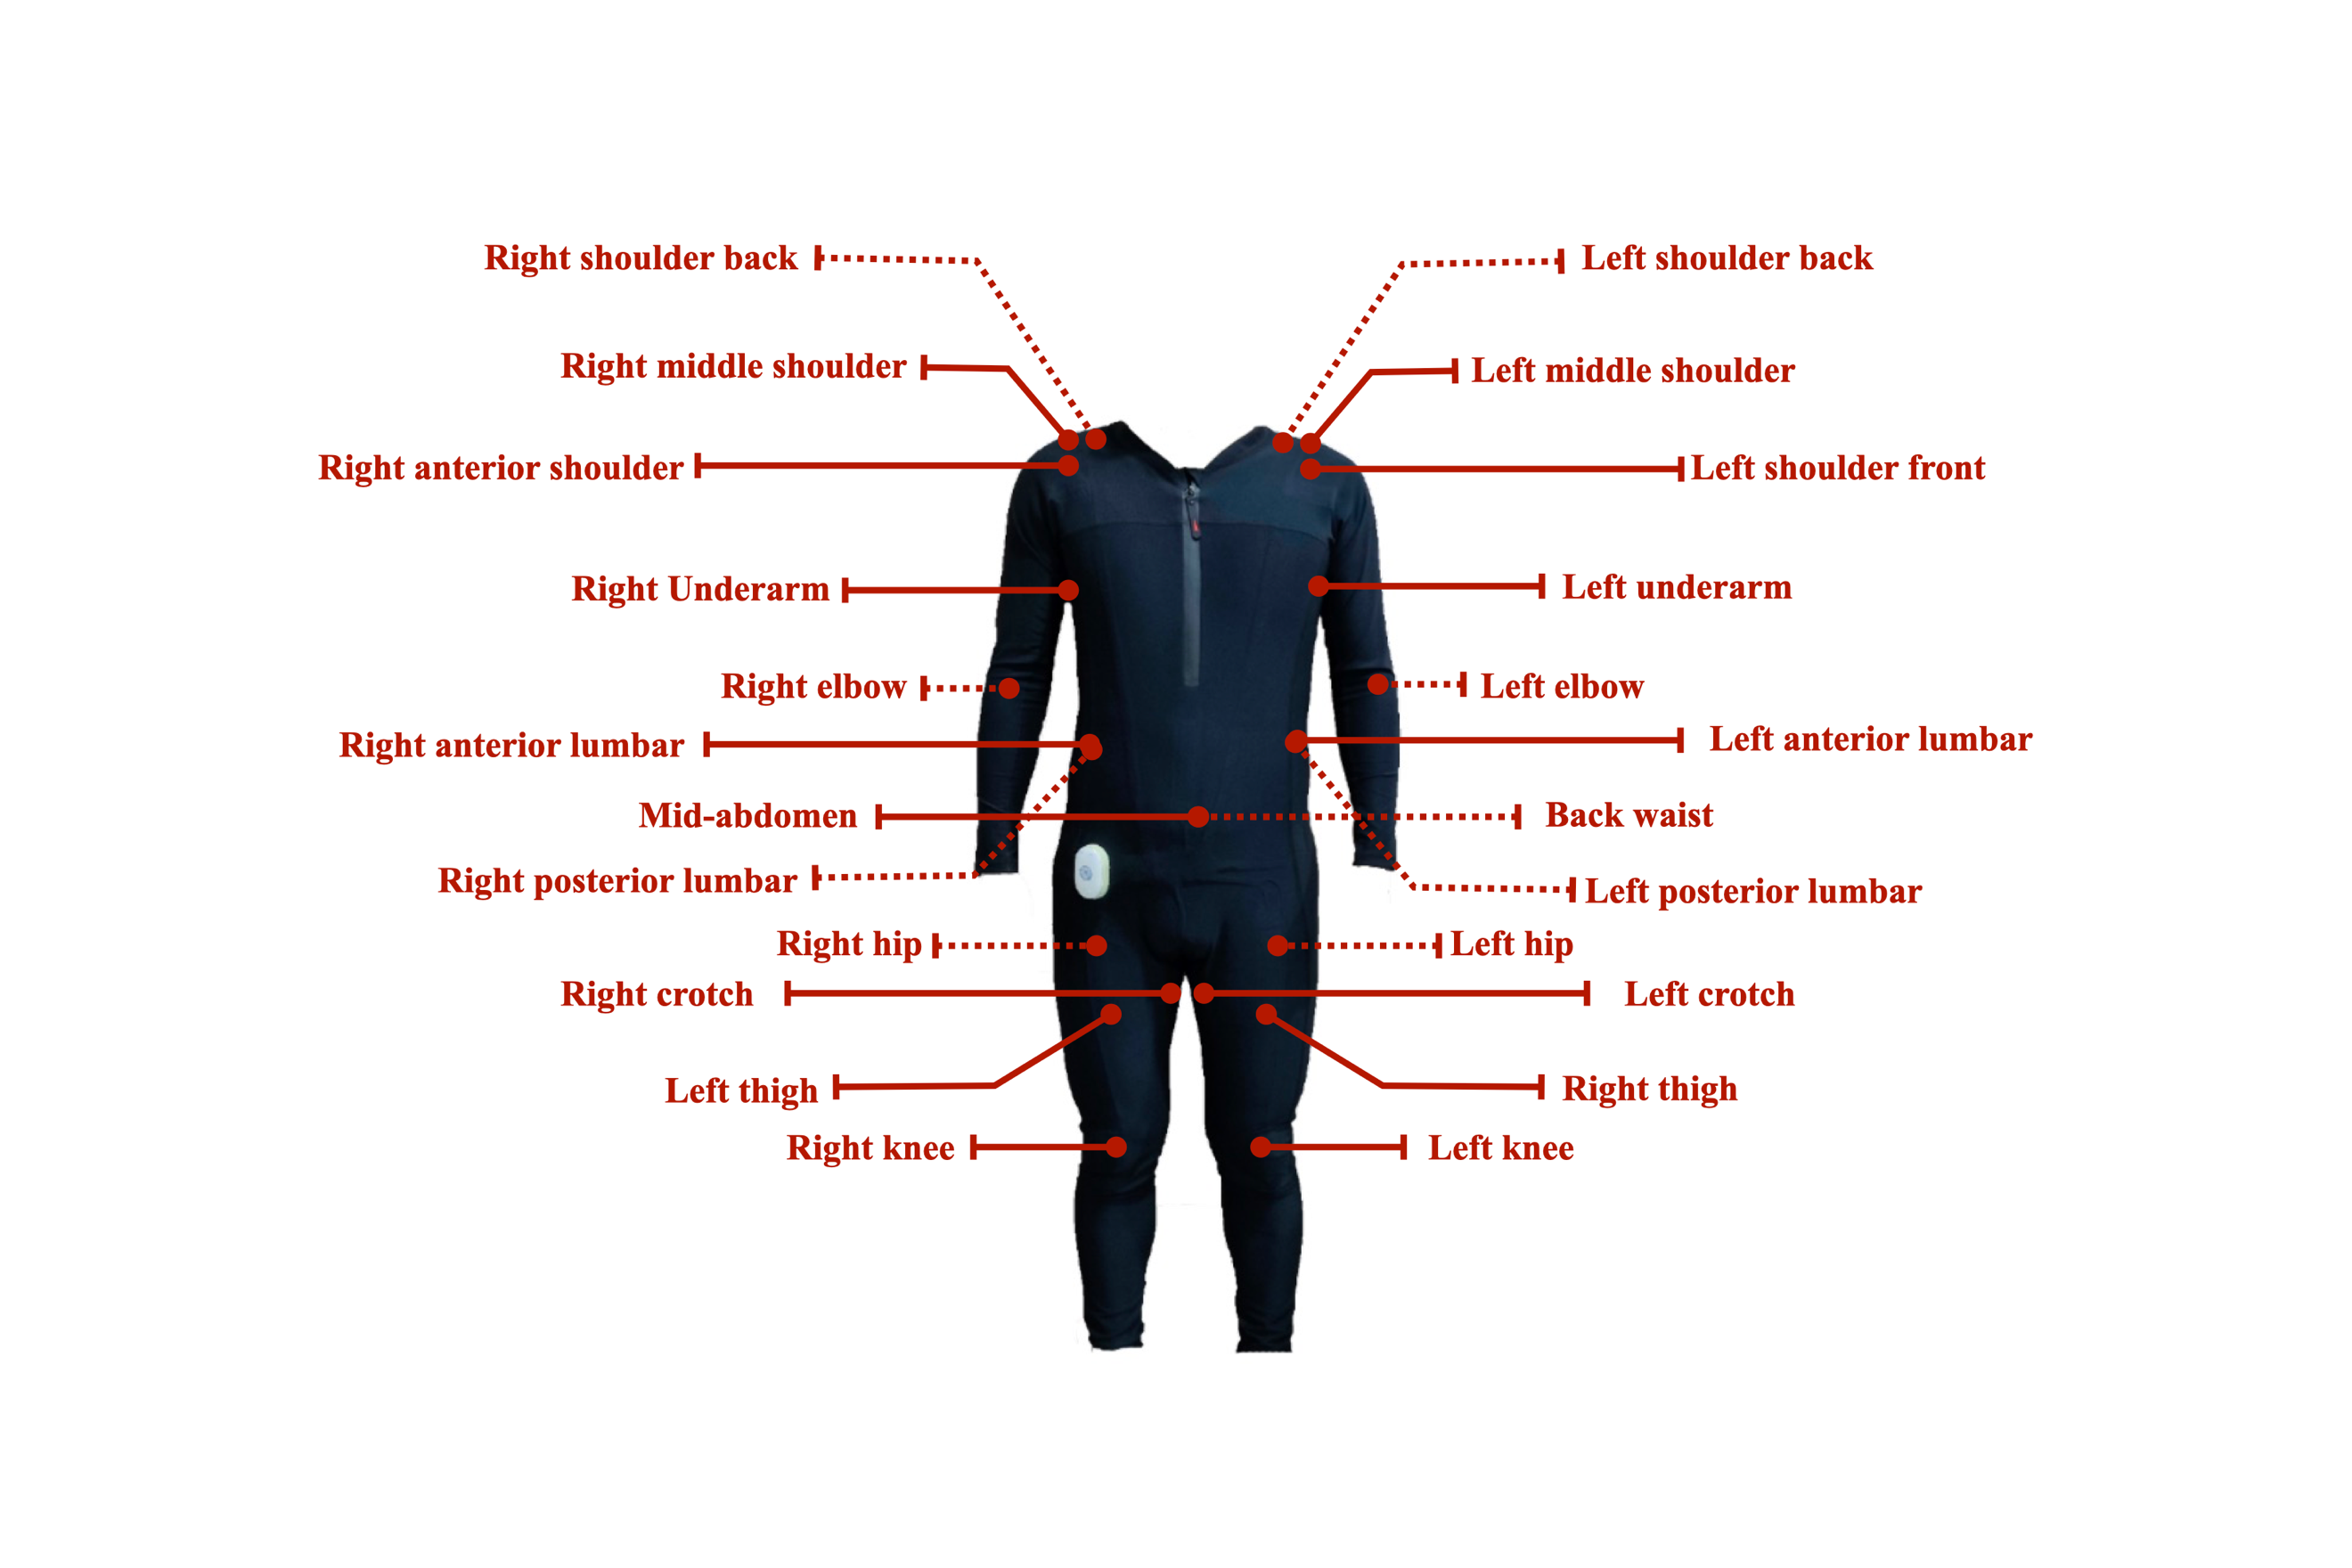 Right shoulder back
Left shoulder back
Right middle shoulder
Left middle shoulder
Right anterior shoulder
Left shoulder front
Right Underarm
Left underarm
Right elbow
Left elbow
Right anterior lumbar
Left anterior lumbar
Mid-abdomen
Back waist
Right posterior lumbar
Left posterior lumbar
Right hip
Left hip
Right crotch
Left crotch
Left thigh
Right thigh
Right knee
Left knee